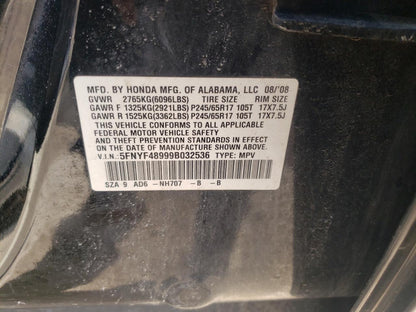 MFD. BY HONDA MFG. OF ALABAMA, LLC 08/'08
GVWR 2765KG(6096LBS) TIRE SIZE RIM SIZE
GAWR F 1325KG(2921LBS) P245/65R17 105T 17X7.5J
GAWR R 1525KG(3362LBS) P245/65R17 105T 17X7.5J
THIS VEHICLE CONFORMS TO ALL APPLICABLE
FEDERAL MOTOR VEHICLE SAFETY
AND THEFT PREVENTION STANDARDS IN EFFECT ON
THE DATE OF MANUFACTURE SHOWN ABOVE.
V.I.N.: 5FNYF48999B032536 TYPE: MPV
SZA 9 AD6 -NH707 -B -B